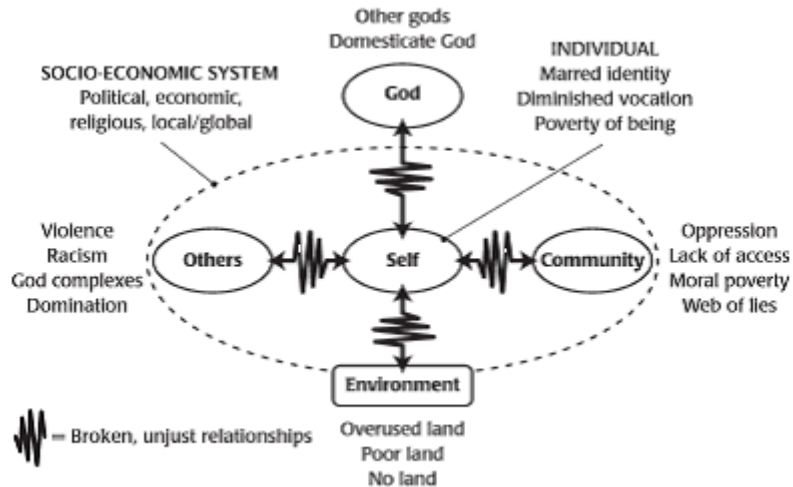 Other gods
Domesticate God
SOCIO-ECONOMIC SYSTEM
Political, economic,
religious, local/global
INDIVIDUAL
Marred identity
Diminished vocation
Poverty of being
God
Violence
Racism
God complexes
Domination
Others
Self
Community
Oppression
Lack of access
Moral poverty
Web of lies
Environment
Overused land
Poor land
No land
= Broken, unjust relationships